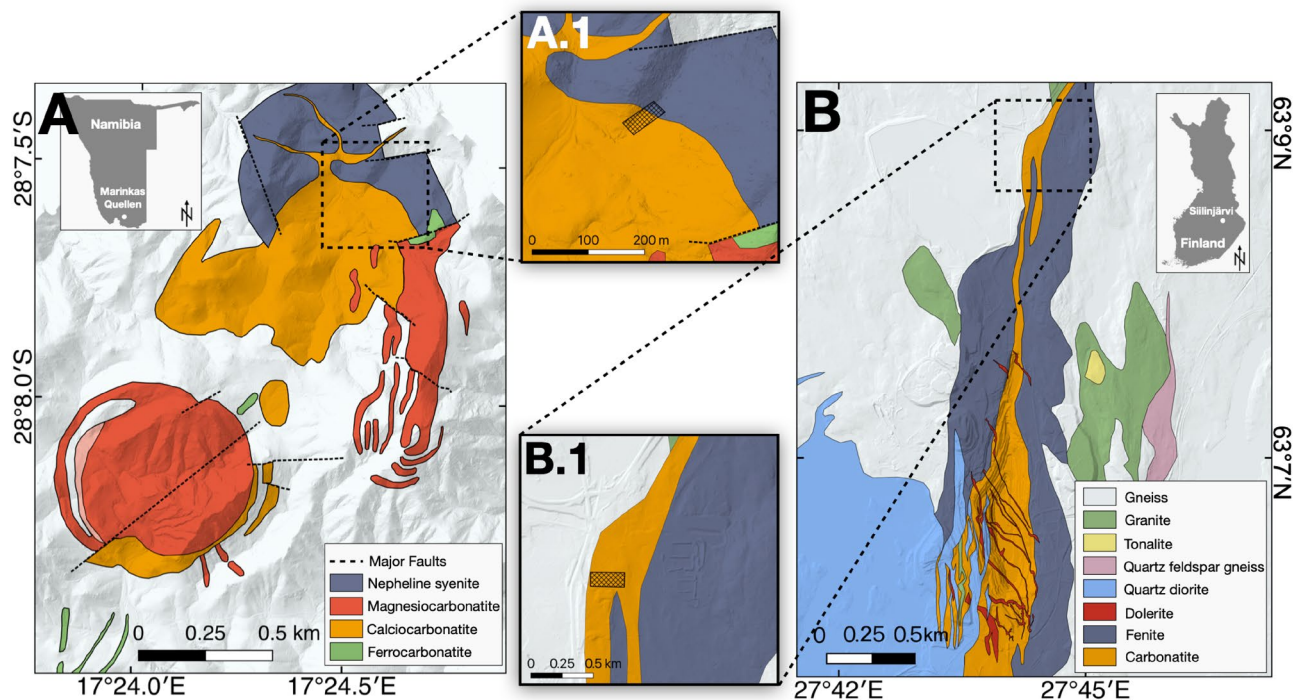 A
Namibia
Marinkas
Quellen
N
28°7.5'S
28°8.0'S
17°24.0'E
17°24.5'E
0 0.25 0.5 km
Major Faults
Nepheline syenite
Magnesiocarbonatite
Calciocarbonatite
Ferrocarbonatite
A.1
0 100 200 m
B.1
0 0.25 0.5 km
B
Siilinjärvi
Finland
N
63°9'N
63°7'N
27°42'E
27°45'E
0 0.25 0.5km
Gneiss
Granite
Tonalite
Quartz feldspar gneiss
Quartz diorite
Dolerite
Fenite
Carbonatite